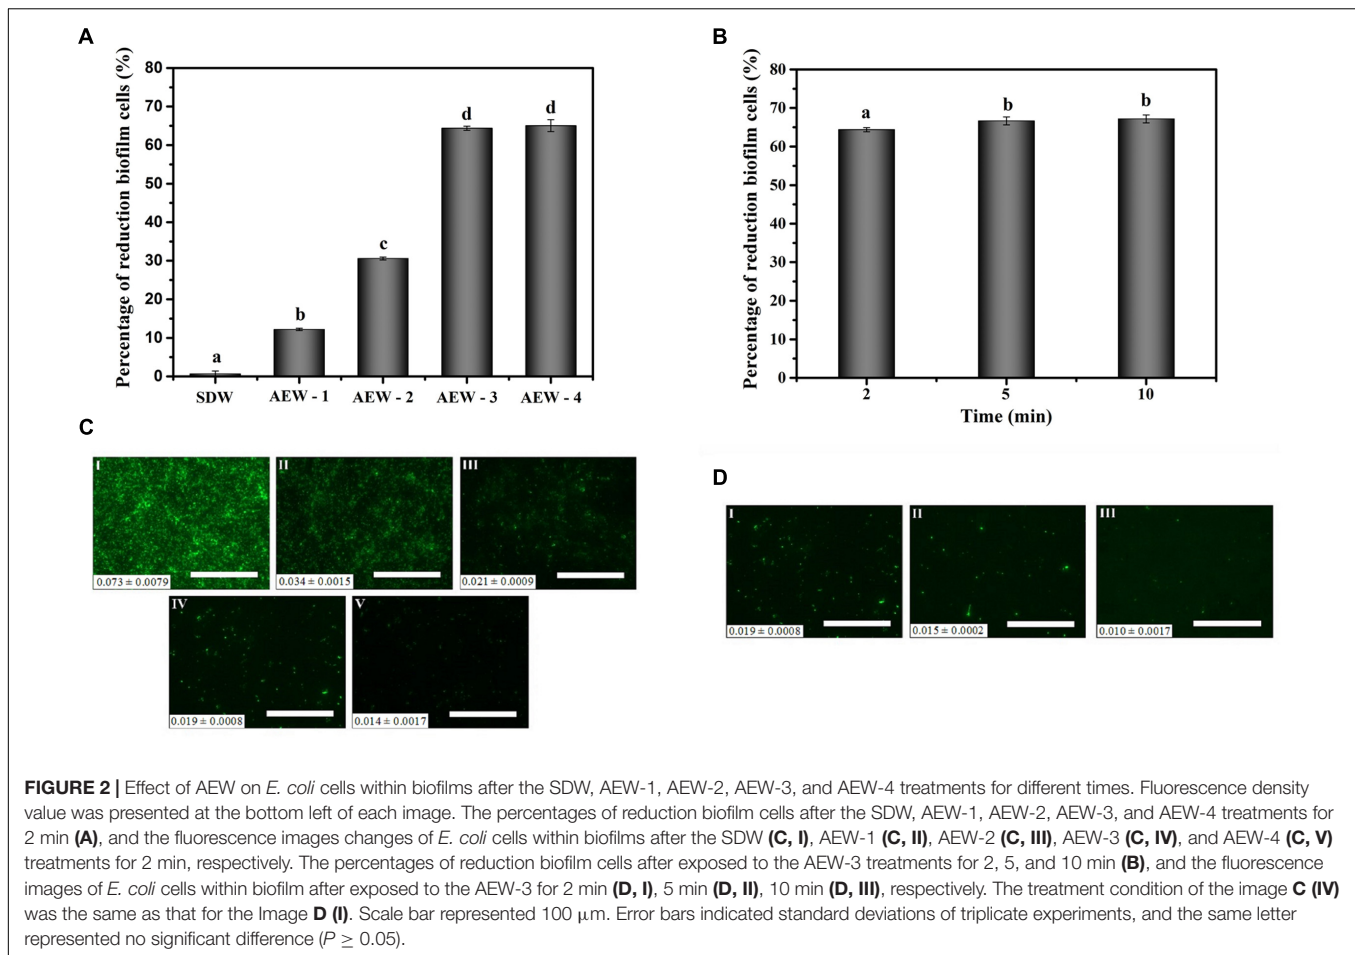 A
Percentage of reduction biofilm cells (%)
80
70
60
50
40
30
20
10
0
a
b
c
d
d
SDW
AEW - 1
AEW - 2
AEW - 3
AEW - 4
B
Percentage of reduction biofilm cells (%)
80
70
60
50
40
30
20
10
0
a
b
b
2
5
10
Time (min)
C
I
0.073 ± 0.0079
II
0.034 ± 0.0015
III
0.021 ± 0.0009
IV
0.019 ± 0.0008
V
0.014 ± 0.0017
D
I
0.019 ± 0.0008
II
0.015 ± 0.0002
III
0.010 ± 0.0017
FIGURE 2 | Effect of AEW on E. coli cells within biofilms after the SDW, AEW-1, AEW-2, AEW-3, and AEW-4 treatments for different times. Fluorescence density
value was presented at the bottom left of each image. The percentages of reduction biofilm cells after the SDW, AEW-1, AEW-2, AEW-3, and AEW-4 treatments for
2 min (A), and the fluorescence images changes of E. coli cells within biofilms after the SDW (C, I), AEW-1 (C, II), AEW-2 (C, III), AEW-3 (C, IV), and AEW-4 (C, V)
treatments for 2 min, respectively. The percentages of reduction biofilm cells after exposed to the AEW-3 treatments for 2, 5, and 10 min (B), and the fluorescence
images of E. coli cells within biofilm after exposed to the AEW-3 for 2 min (D, I), 5 min (D, II), 10 min (D, III), respectively. The treatment condition of the image C (IV)
was the same as that for the Image D (I). Scale bar represented 100 μm. Error bars indicated standard deviations of triplicate experiments, and the same letter
represented no significant difference (P ≥ 0.05).